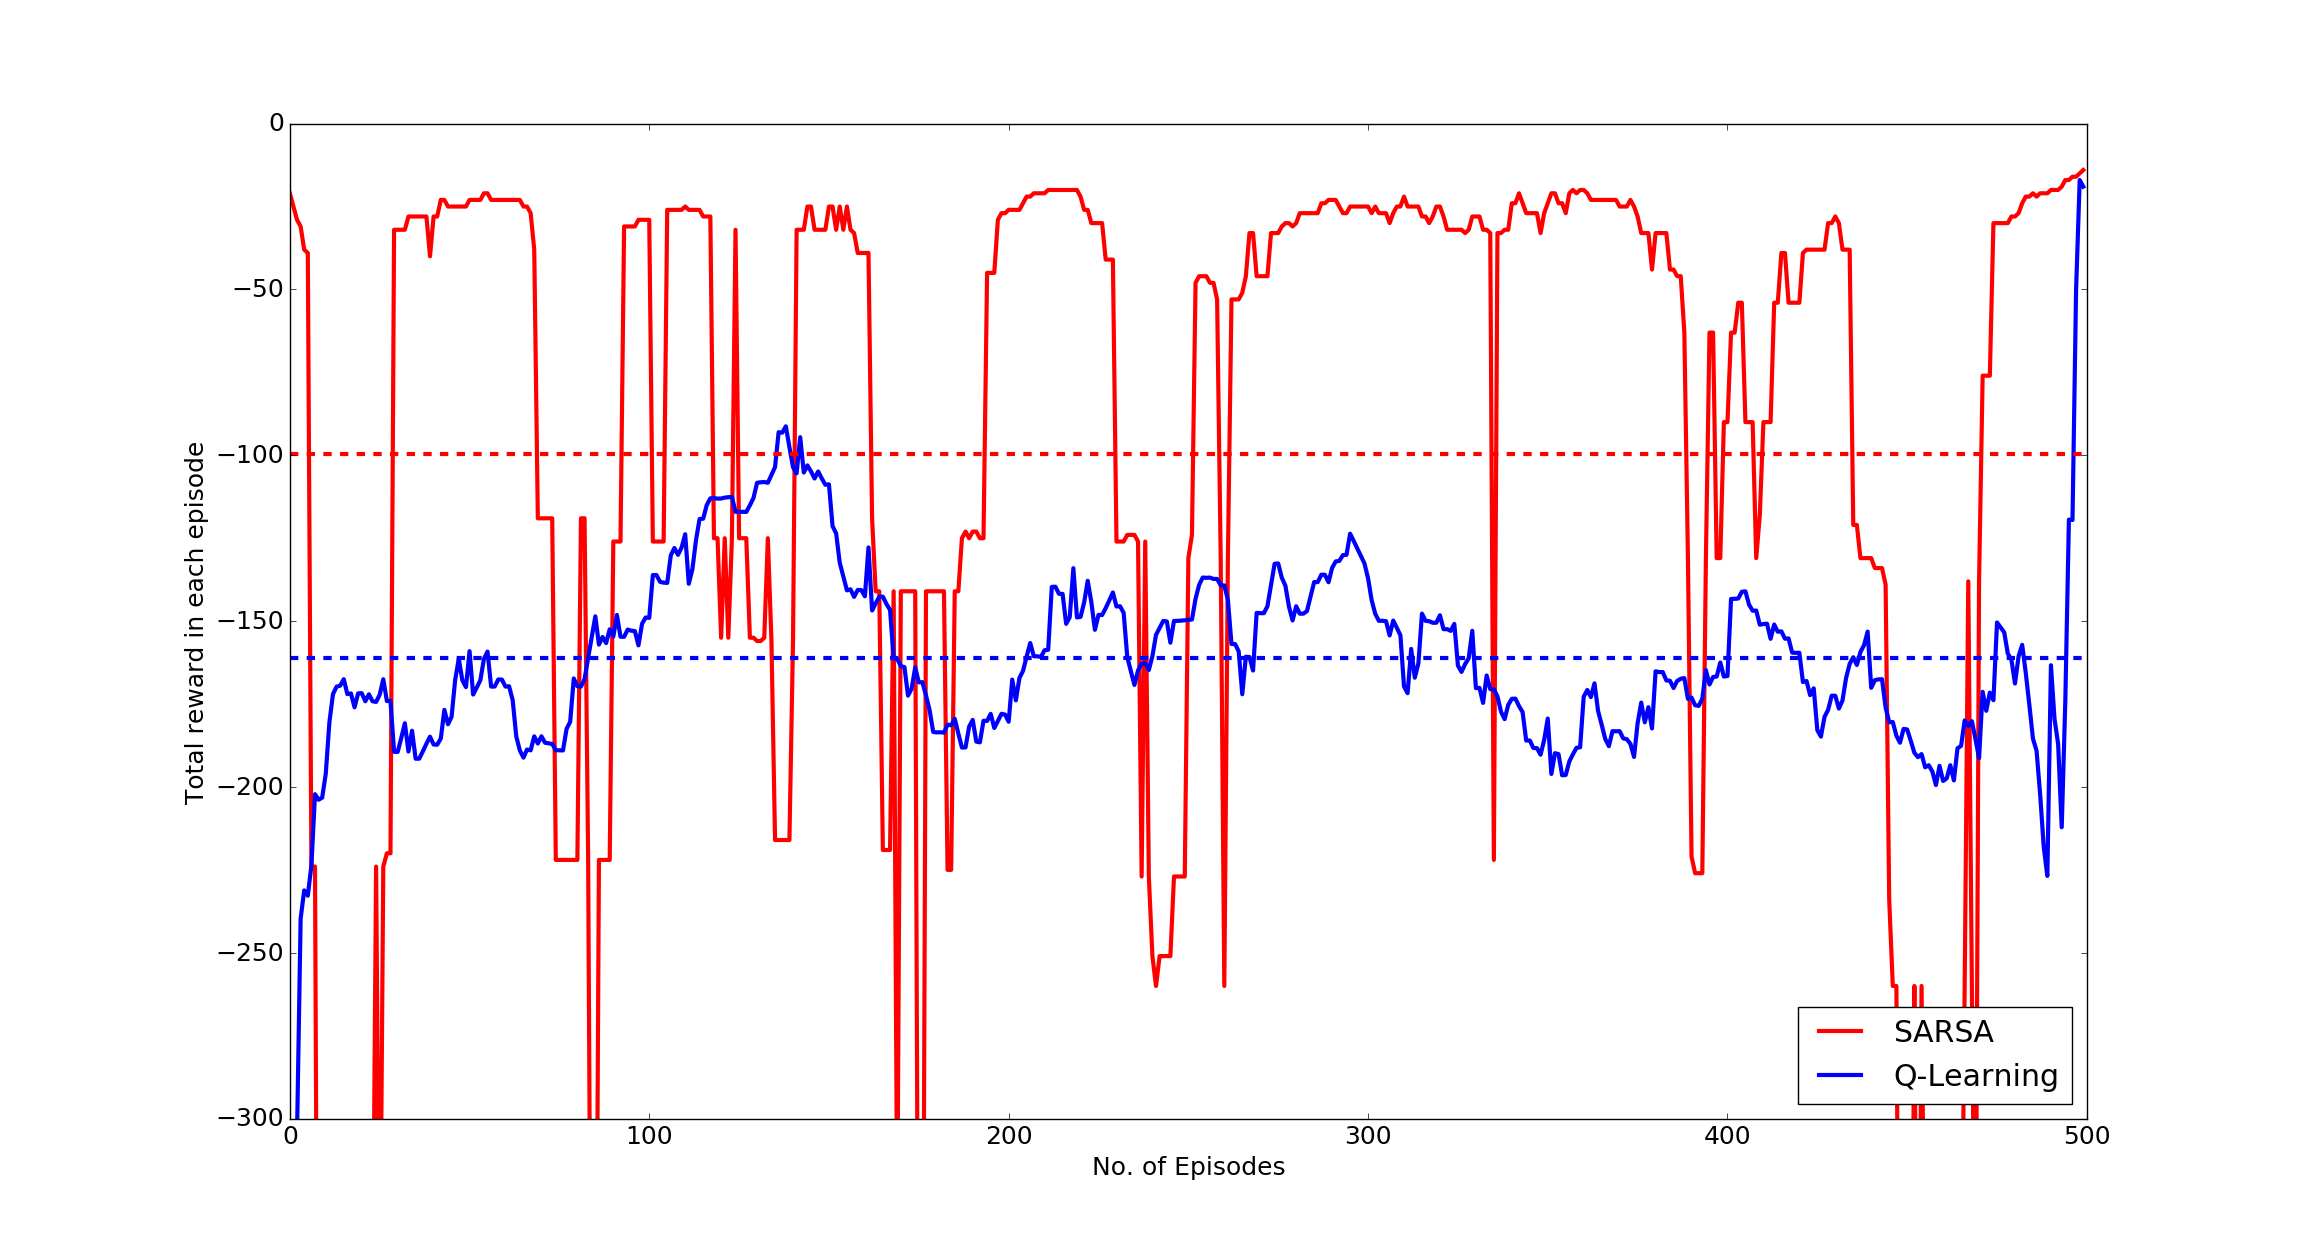 Total reward in each episode
0
−50
−100
−150
−200
−250
−300
0 100 200 300 400 500
No. of Episodes
SARSA
Q-Learning